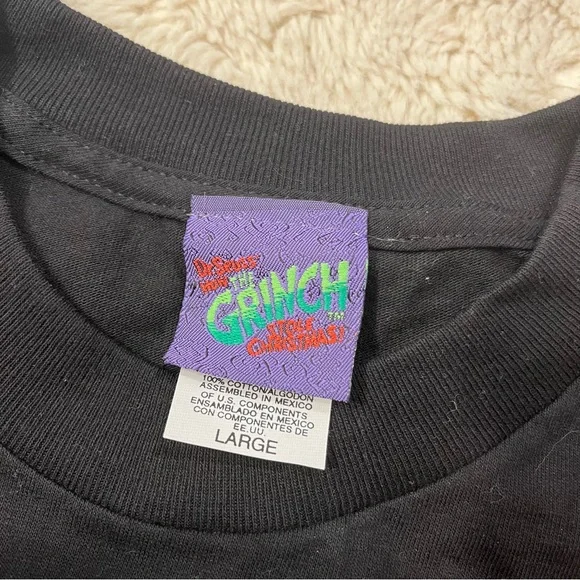 Dr. Seuss'
HOW THE
GRINCH™
STOLE
CHRISTMAS!
100% COTTON/ALGODON
ASSEMBLED IN MEXICO
OF U.S. COMPONENTS
ENSAMBLADO EN MEXICO
CON COMPONENTES DE
EE.UU.
LARGE